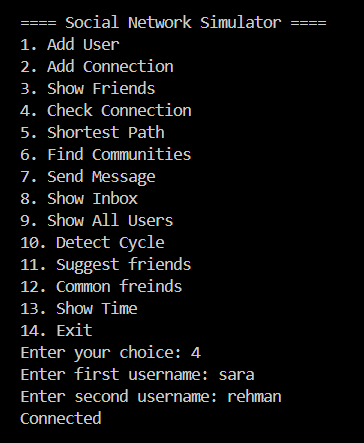 ==== Social Network Simulator ====
1. Add User
2. Add Connection
3. Show Friends
4. Check Connection
5. Shortest Path
6. Find Communities
7. Send Message
8. Show Inbox
9. Show All Users
10. Detect Cycle
11. Suggest friends
12. Common freinds
13. Show Time
14. Exit
Enter your choice: 4
Enter first username: sara
Enter second username: rehman
Connected